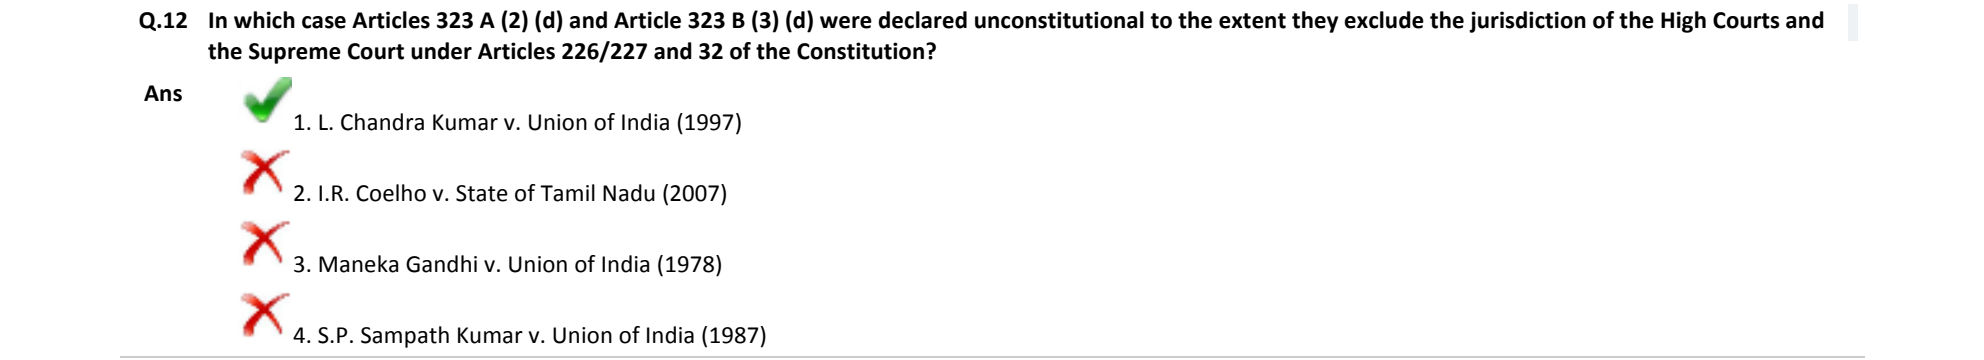 Q.12 In which case Articles 323 A (2) (d) and Article 323 B (3) (d) were declared unconstitutional to the extent they exclude the jurisdiction of the High Courts and
the Supreme Court under Articles 226/227 and 32 of the Constitution?
Ans
1. L. Chandra Kumar v. Union of India (1997)
2. I.R. Coelho v. State of Tamil Nadu (2007)
3. Maneka Gandhi v. Union of India (1978)
4. S.P. Sampath Kumar v. Union of India (1987)